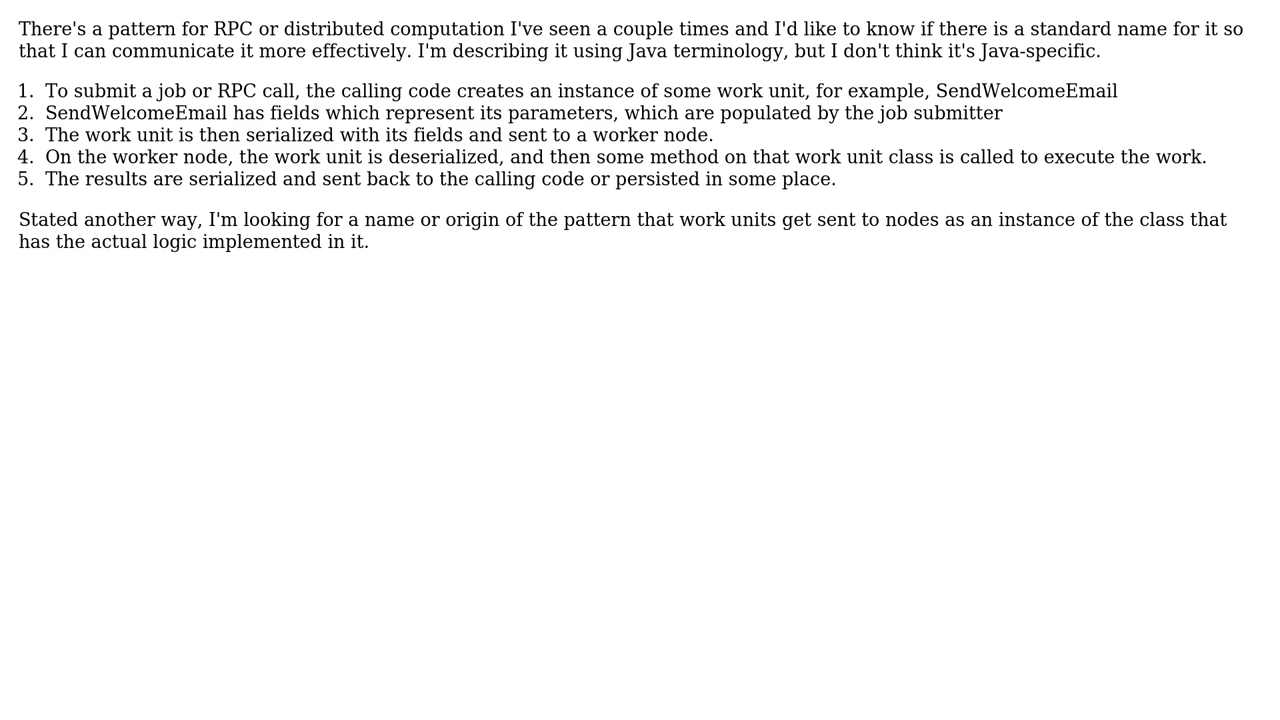 There's a pattern for RPC or distributed computation I've seen a couple times and I'd like to know if there is a standard name for it so
that I can communicate it more effectively. I'm describing it using Java terminology, but I don't think it's Java-specific.
1. To submit a job or RPC call, the calling code creates an instance of some work unit, for example, SendWelcomeEmail
2. SendWelcomeEmail has fields which represent its parameters, which are populated by the job submitter
3. The work unit is then serialized with its fields and sent to a worker node.
4. On the worker node, the work unit is deserialized, and then some method on that work unit class is called to execute the work.
5. The results are serialized and sent back to the calling code or persisted in some place.
Stated another way, I'm looking for a name or origin of the pattern that work units get sent to nodes as an instance of the class that
has the actual logic implemented in it.